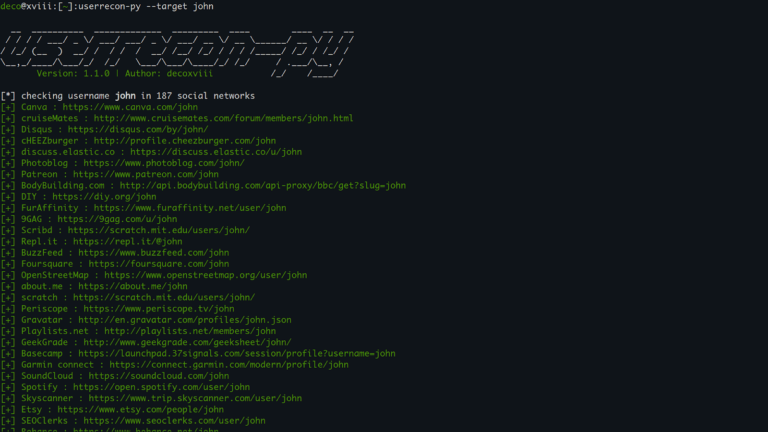 deco@xviii:[~]:userrecon-py --target john
userrecon-py
Version: 1.1.0 | Author: decoxviii
[*] checking username john in 187 social networks
[+] Canva : https://www.canva.com/john
[+] cruiseMates : http://www.cruisemates.com/forum/members/john.html
[+] Disqus : https://disqus.com/by/john/
[+] cHEEZburger : http://profile.cheezburger.com/john
[+] discuss.elastic.co : https://discuss.elastic.co/u/john
[+] Photoblog : https://www.photoblog.com/john/
[+] Patreon : https://www.patreon.com/john
[+] BodyBuilding.com : http://api.bodybuilding.com/api-proxy/bbc/get?slug=john
[+] DIY : https://diy.org/john
[+] FurAffinity : https://www.furaffinity.net/user/john
[+] 9GAG : https://9gag.com/u/john
[+] Scribd : https://scratch.mit.edu/users/john/
[+] Repl.it : https://repl.it/@john
[+] BuzzFeed : https://www.buzzfeed.com/john
[+] Foursquare : https://foursquare.com/john
[+] OpenStreetMap : https://www.openstreetmap.org/user/john
[+] about.me : https://about.me/john
[+] scratch : https://scratch.mit.edu/users/john/
[+] Periscope : https://www.periscope.tv/john
[+] Gravatar : http://en.gravatar.com/profiles/john.json
[+] Playlists.net : http://playlists.net/members/john
[+] GeekGrade : http://www.geekgrade.com/geeksheet/john/
[+] Basecamp : https://launchpad.37signals.com/session/profile?username=john
[+] Garmin connect : https://connect.garmin.com/modern/profile/john
[+] SoundCloud : https://soundcloud.com/john
[+] Spotify : https://open.spotify.com/user/john
[+] Skyscanner : https://www.trip.skyscanner.com/user/john
[+] Etsy : https://www.etsy.com/people/john
[+] SEOClerks : https://www.seoclerks.com/user/john
[+] Behance : https://www.behance.net/john